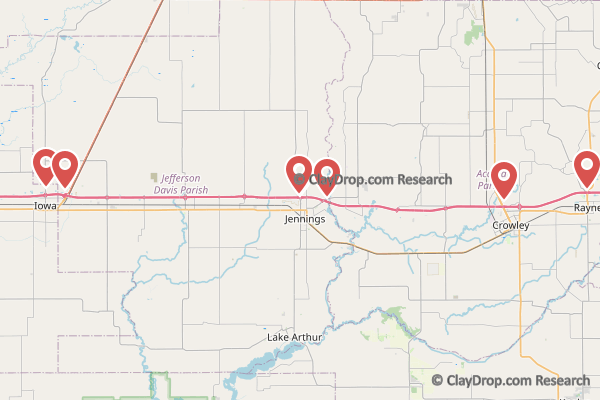 Jefferson
Davis Parish
© ClayDrop.com Research
Iowa
Jennings
Crowley
Rayne
Lake Arthur
© ClayDrop.com Research